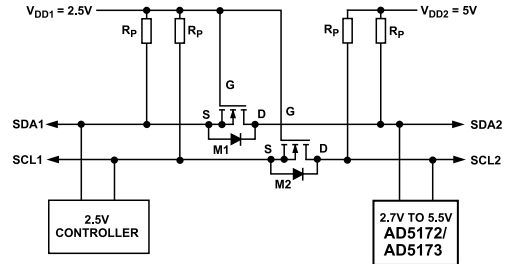 VDD1 = 2.5V
RP
RP
RP
RP
VDD2 = 5V
G
S
D
G
SDA1
SDA2
M1
S
D
SCL1
SCL2
M2
2.5V
CONTROLLER
2.7V TO 5.5V
AD5172/
AD5173